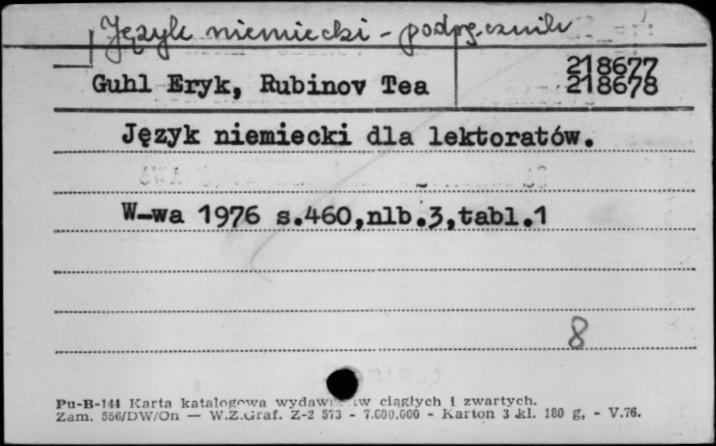 Język niemiecki - podręcznik
Guhl Eryk, Rubinov Tea
218677
218678
Język niemiecki dla lektoratów.
W-wa 1976 s.460,nlb.3,tabl.1
8
Pu-B-144 Karta katalogowa wydawnictw ciągłych i zwartych.
Zam. 556/DW/On — W.Z.Graf. Z-2 573 - 7.000.000 - Karton 3 kl. 180 g, - V.76.